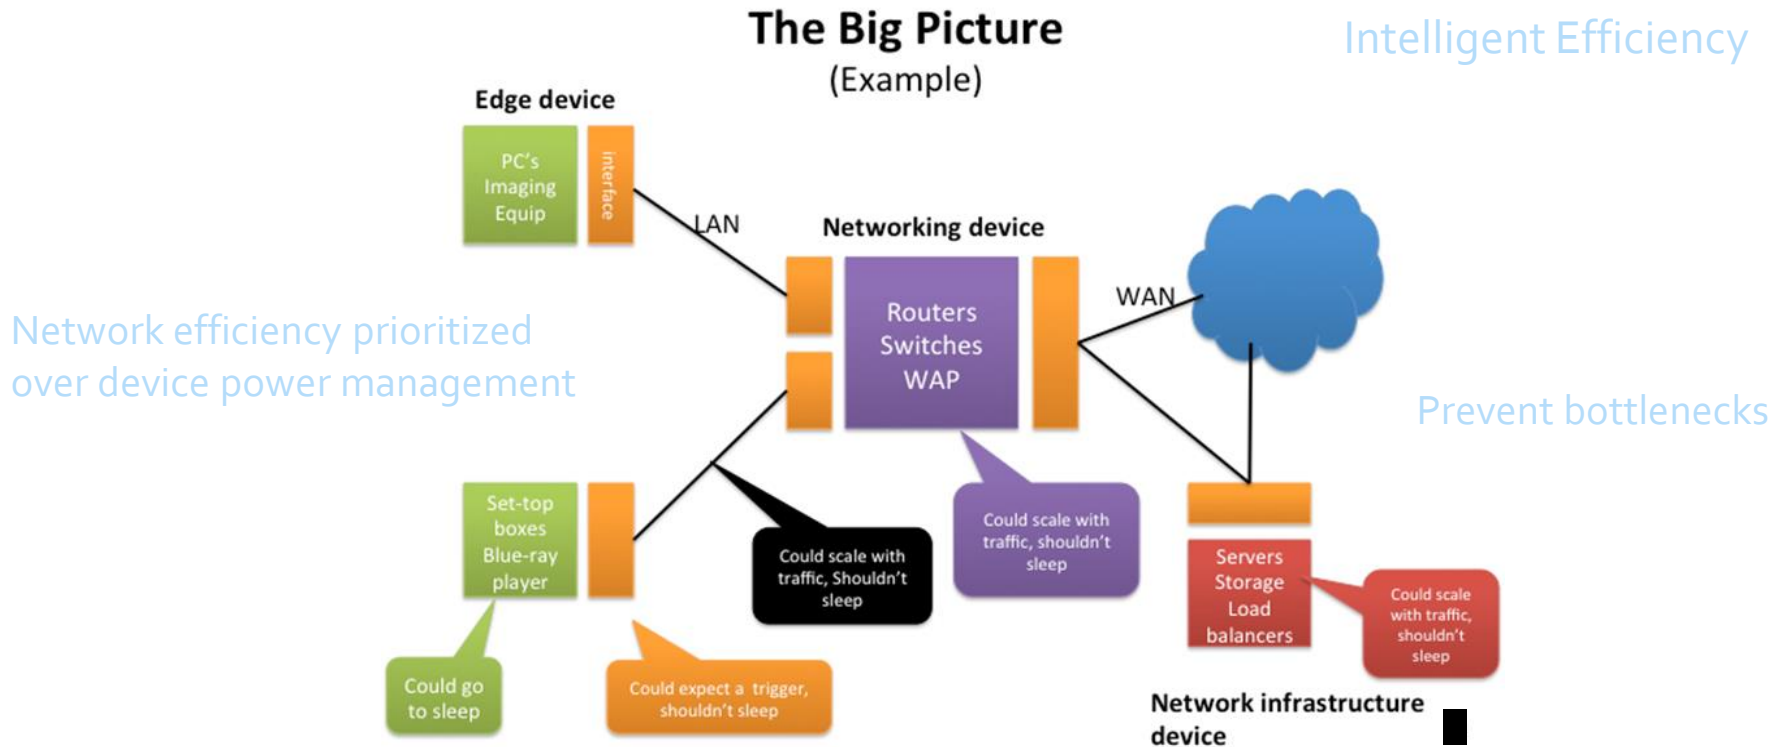 The Big Picture
(Example)
Intelligent Efficiency
Edge device
PC's
Imaging
Equip
interface
LAN
Networking device
Routers
Switches
WAP
WAN
Network efficiency prioritized
over device power management
Prevent bottlenecks
Set-top
boxes
Blue-ray
player
Could scale with
traffic, Shouldn't
sleep
Could scale with
traffic, shouldn't
sleep
Servers
Storage
Load
balancers
Could scale
with traffic,
shouldn't
sleep
Could go
to sleep
Could expect a trigger,
shouldn't sleep
Network infrastructure
device